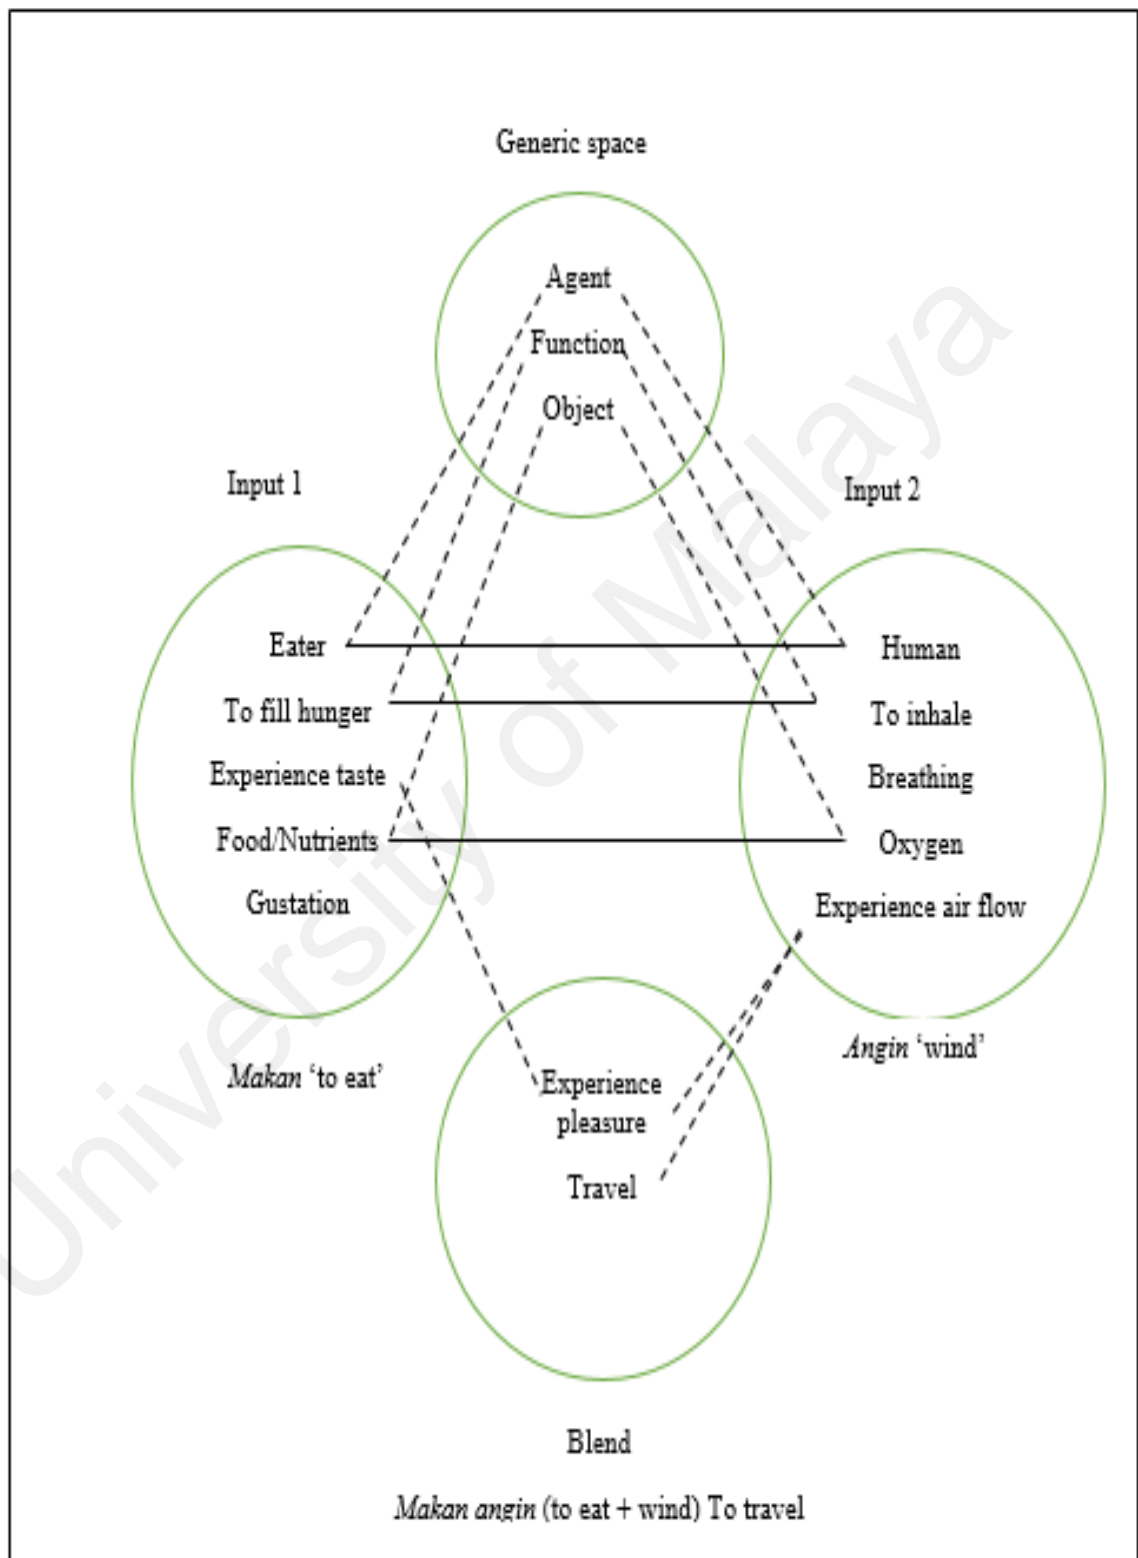 Generic space
Agent
Function
Object
Input 1
Input 2
Eater
To fill hunger
Experience taste
Food/Nutrients
Gustation
Human
To inhale
Breathing
Oxygen
Experience air flow
Makan ‘to eat’
Angin ‘wind’
Experience
pleasure
Travel
Blend
Makan angin (to eat + wind) To travel
University of Malaya